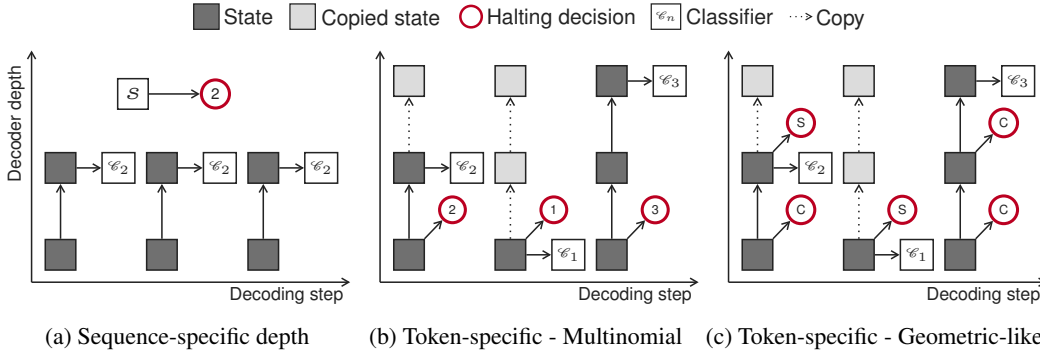 State Copied state Halting decision 𝒞n Classifier Copy
Decoder depth
S 2
𝒞2 𝒞2 𝒞2
Decoding step
𝒞3
𝒞2
2 1 3
𝒞1
Decoding step
𝒞3
S C
𝒞2
C S C
𝒞1
Decoding step
(a) Sequence-specific depth (b) Token-specific - Multinomial (c) Token-specific - Geometric-like